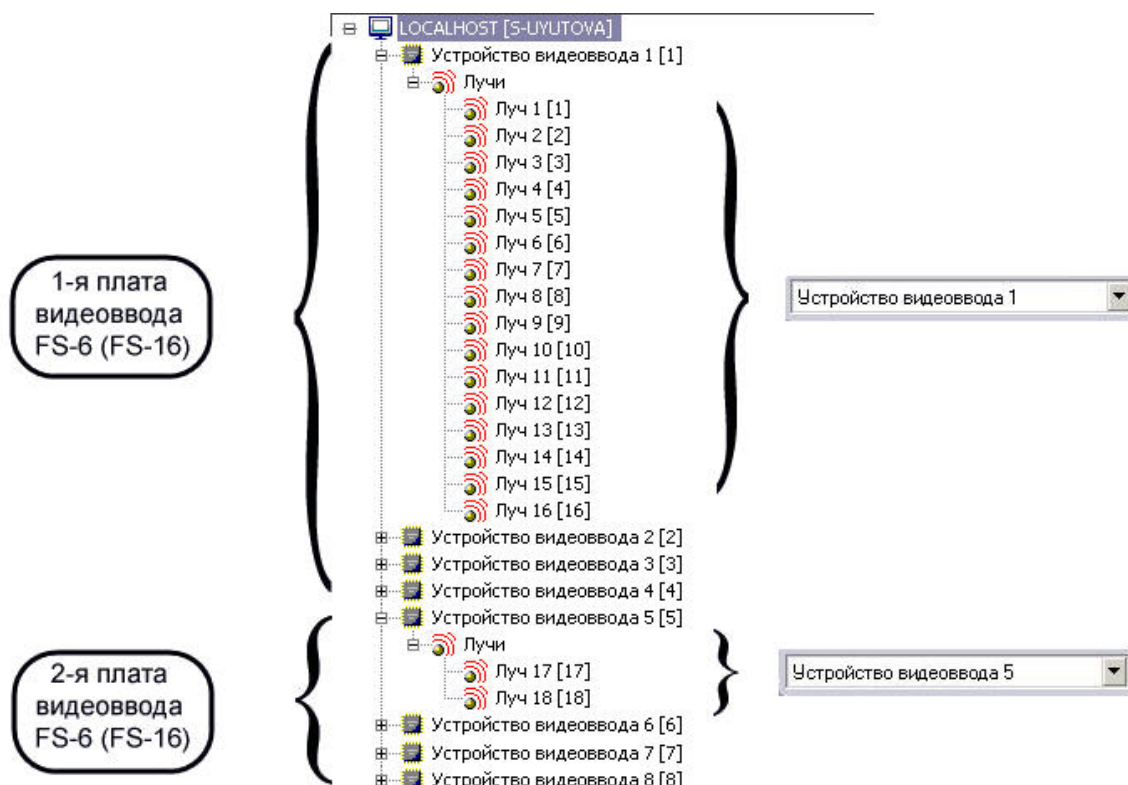 LOCALHOST [S-UYUTOVA]
Устройство видеоввода 1 [1]
Лучи
Луч 1 [1]
Луч 2 [2]
Луч 3 [3]
Луч 4 [4]
Луч 5 [5]
Луч 6 [6]
Луч 7 [7]
Луч 8 [8]
Луч 9 [9]
Луч 10 [10]
Луч 11 [11]
Луч 12 [12]
Луч 13 [13]
Луч 14 [14]
Луч 15 [15]
Луч 16 [16]
Устройство видеоввода 2 [2]
Устройство видеоввода 3 [3]
Устройство видеоввода 4 [4]
Устройство видеоввода 5 [5]
Лучи
Луч 17 [17]
Луч 18 [18]
Устройство видеоввода 6 [6]
Устройство видеоввода 7 [7]
Устройство видеоввода 8 [8]
1-я плата
видеоввода
FS-6 (FS-16)
Устройство видеоввода 1
2-я плата
видеоввода
FS-6 (FS-16)
Устройство видеоввода 5